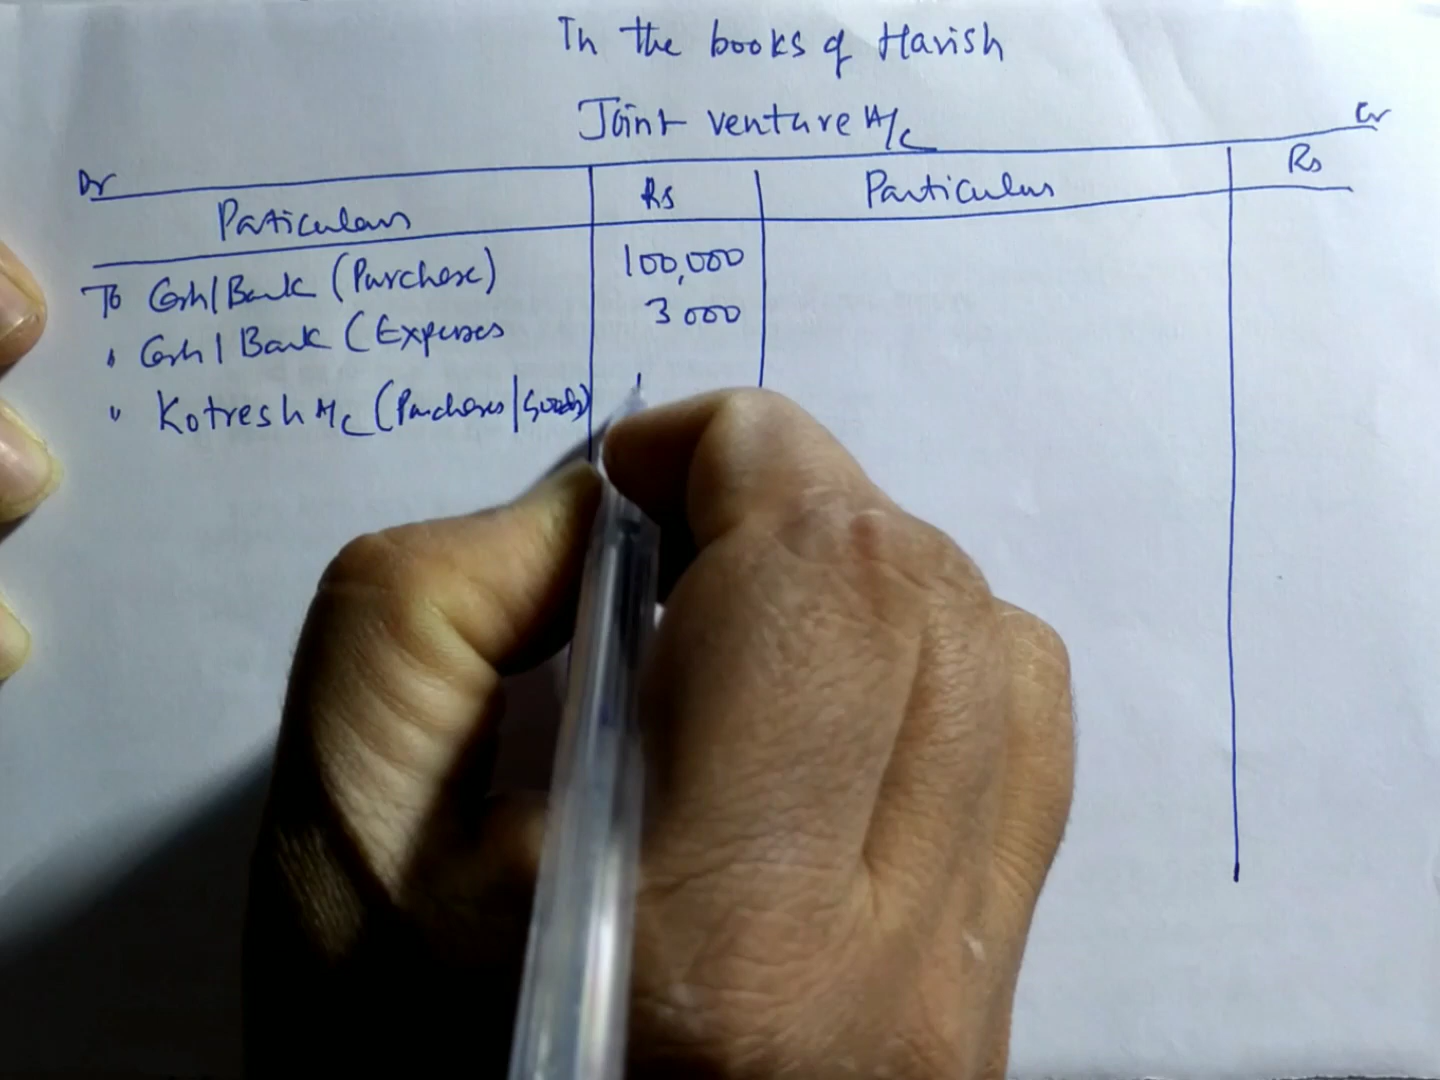 In the books of Harish
Joint venture A/c
Dr Cr
Paticulars Rs Particulars Rs
To Cash/Bank (Purchase) 100,000
" Cash/Bank (Expenses 3000
" Kotresh A/c (Purchases/Goods)